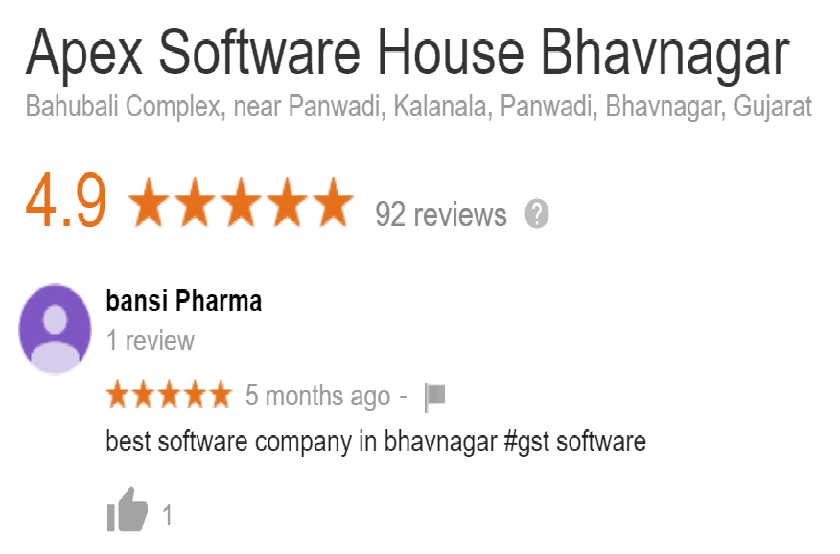 Apex Software House Bhavnagar
Bahubali Complex, near Panwadi, Kalanala, Panwadi, Bhavnagar, Gujarat
4.9 92 reviews ?
bansi Pharma
1 review
5 months ago -
best software company in bhavnagar #gst software
1